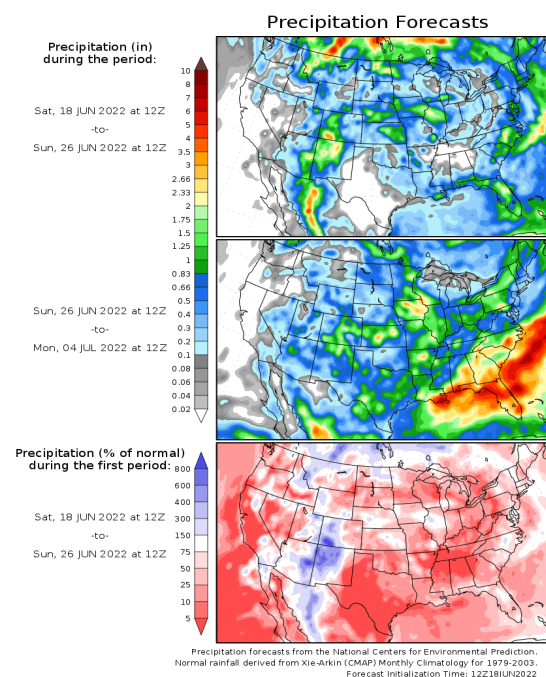 Precipitation Forecasts
Precipitation (in)
during the period:
Sat, 18 JUN 2022 at 12Z
-to-
Sun, 26 JUN 2022 at 12Z
10
8
7
6
5
4
3.5
3
2.66
2.33
2
1.75
1.5
1.25
1
0.83
0.66
0.5
0.4
0.3
0.2
0.1
0.08
0.06
0.04
0.02
Sun, 26 JUN 2022 at 12Z
-to-
Mon, 04 JUL 2022 at 12Z
Precipitation (% of normal)
during the first period:
Sat, 18 JUN 2022 at 12Z
-to-
Sun, 26 JUN 2022 at 12Z
800
600
400
300
150
75
50
25
10
5
Precipitation forecasts from the National Centers for Environmental Prediction.
Normal rainfall derived from Xie-Arkin (CMAP) Monthly Climatology for 1979-2003.
Forecast Initialization Time: 12Z18JUN2022